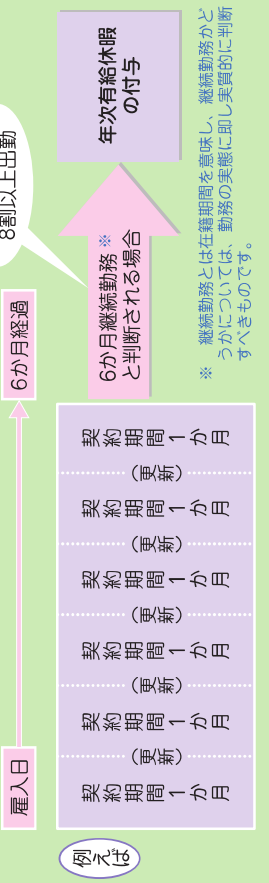 例えば
雇入日
6か月経過
8割以上出勤
契約期間1か月
(更新)
契約期間1か月
(更新)
契約期間1か月
(更新)
契約期間1か月
(更新)
契約期間1か月
(更新)
契約期間1か月
6か月継続勤務※
と判断される場合
年次有給休暇
の付与
※ 継続勤務とは在籍期間を意味し、継続勤務かど
うかについては、勤務の実態に即し実質的に判断
すべきものです。